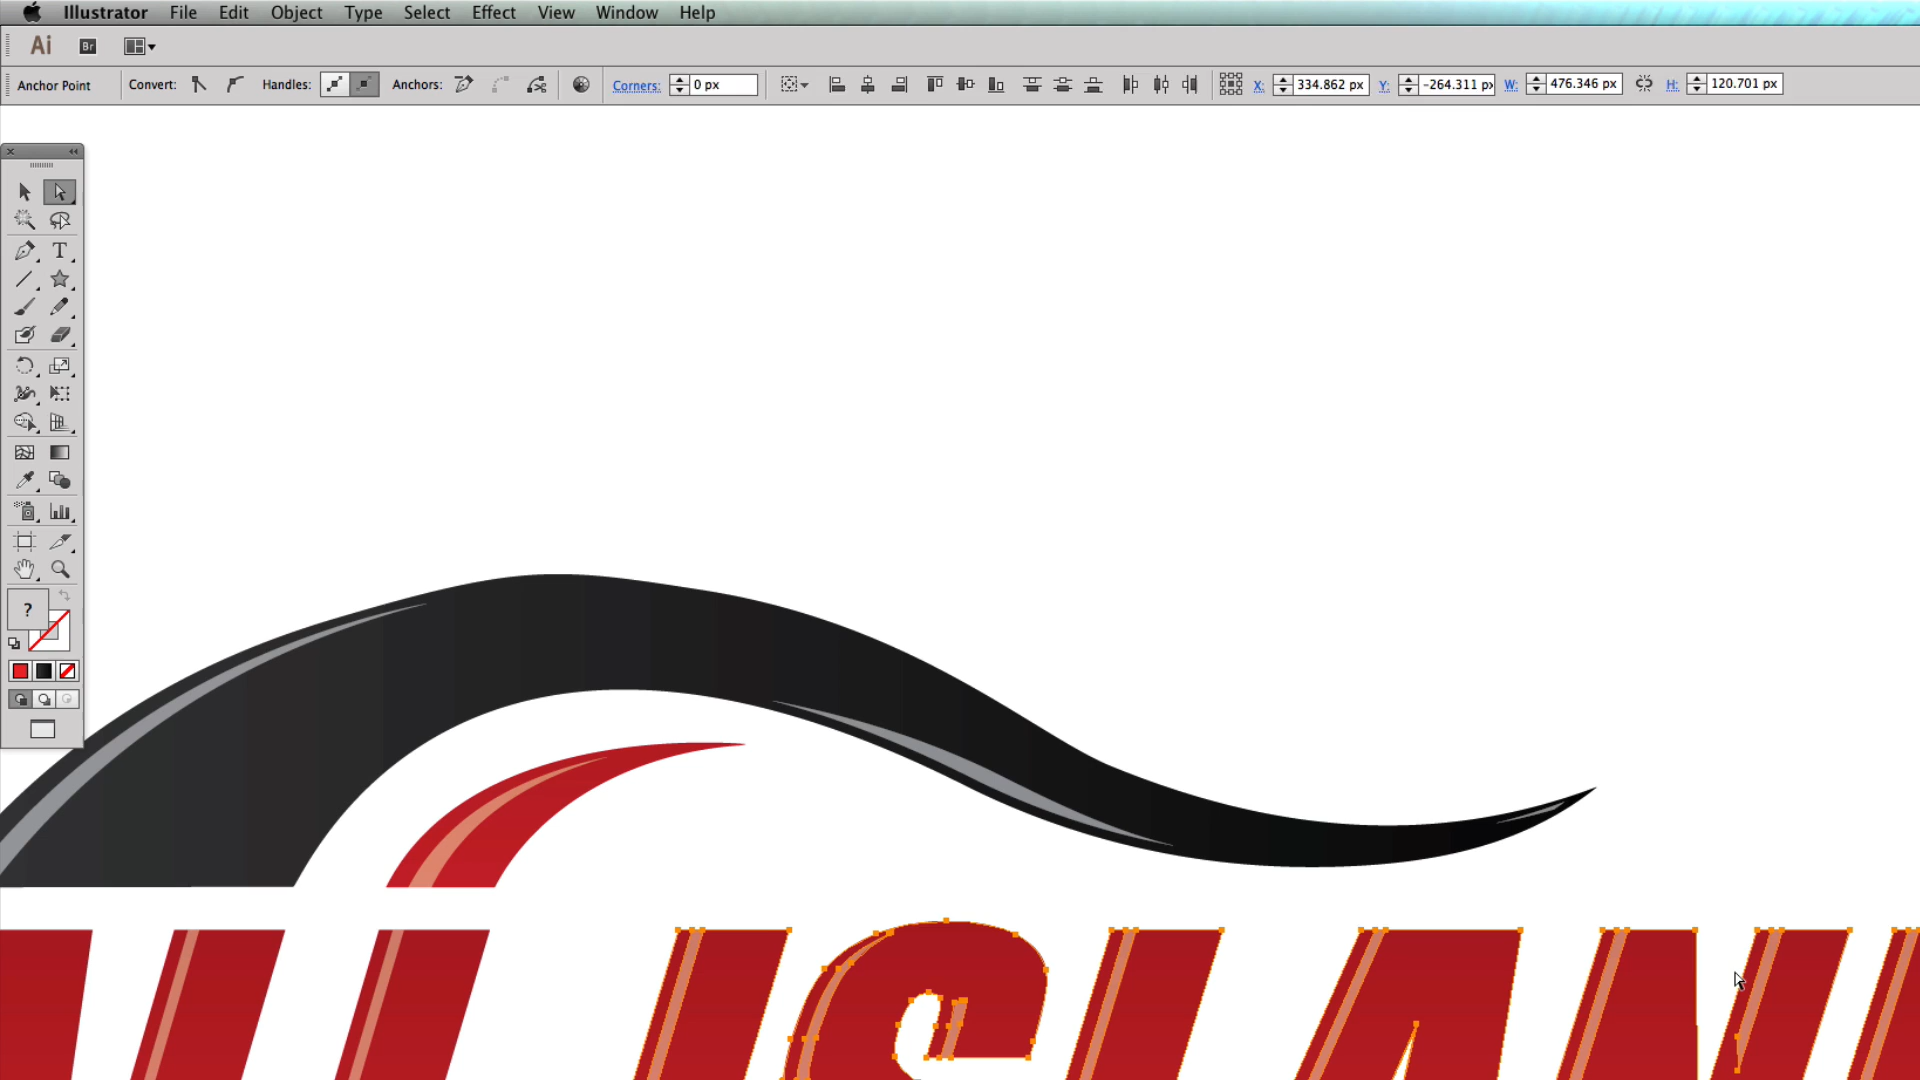 Illustrator File Edit Object Type Select Effect View Window Help
Ai Br
Anchor Point Convert: Handles: Anchors: Corners: 0 px X: 334.862 px Y: -264.311 px W: 476.346 px H: 120.701 px
T
?
ISLAN